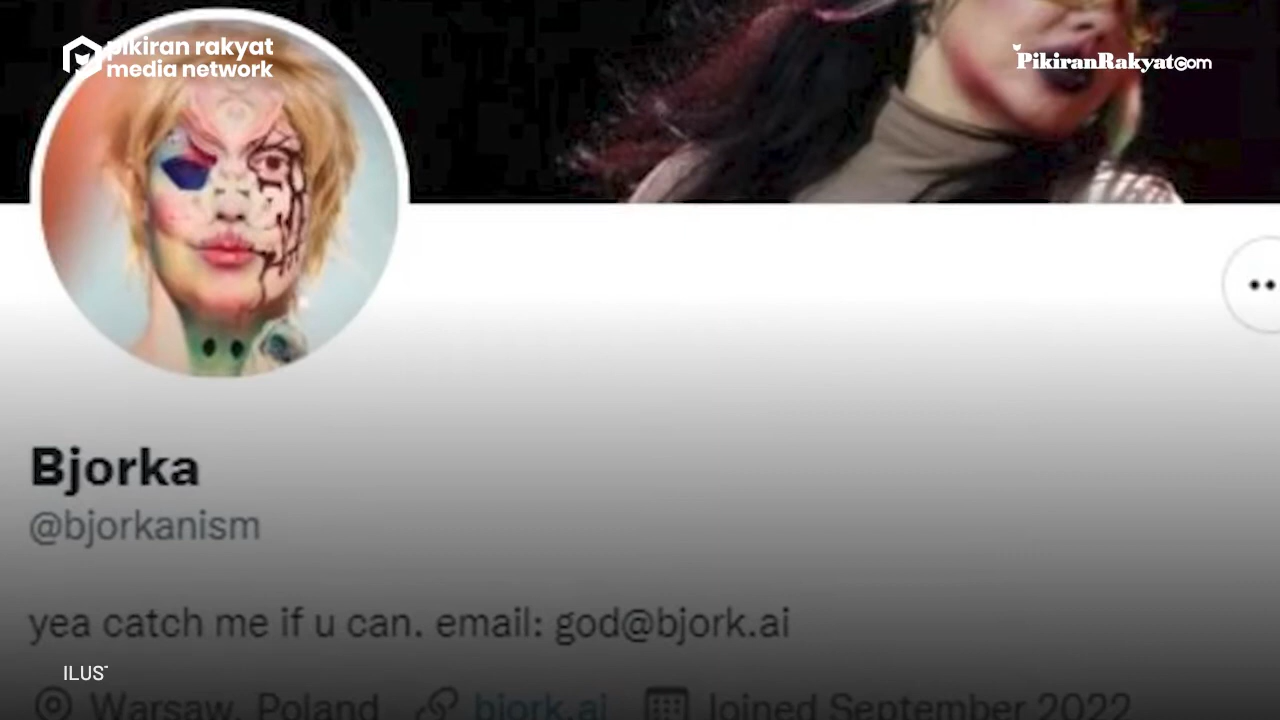 pikiran rakyat
media network
PikiranRakyat.com
Bjorka
@bjorkanism
yea catch me if u can. email: god@bjork.ai
ILUST
Warsaw, Poland bjork.ai Joined September 2022